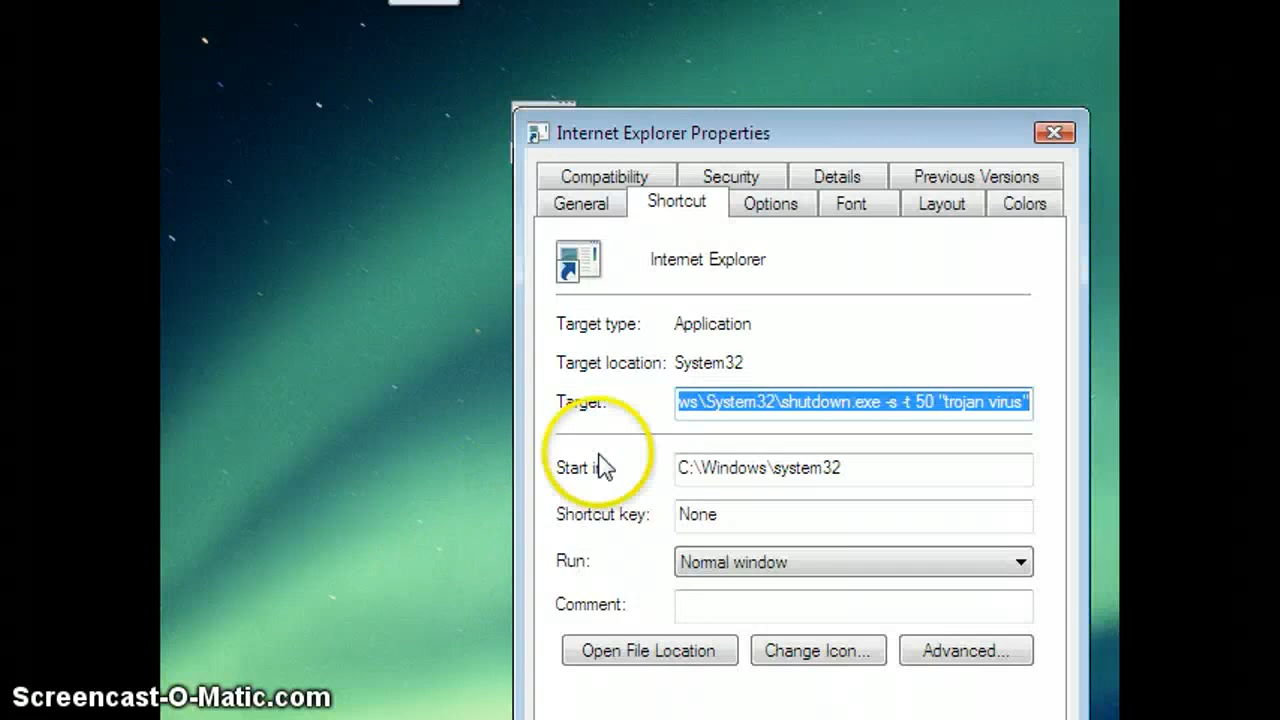 Internet Explorer Properties
Compatibility Security Details Previous Versions
General Shortcut Options Font Layout Colors
Internet Explorer
Target type: Application
Target location: System32
Target: ws\System32\shutdown.exe -s -t 50 "trojan virus"
Start in C:\Windows\system32
Shortcut key: None
Run: Normal window
Comment:
Open File Location Change Icon... Advanced...
Screencast-O-Matic.com